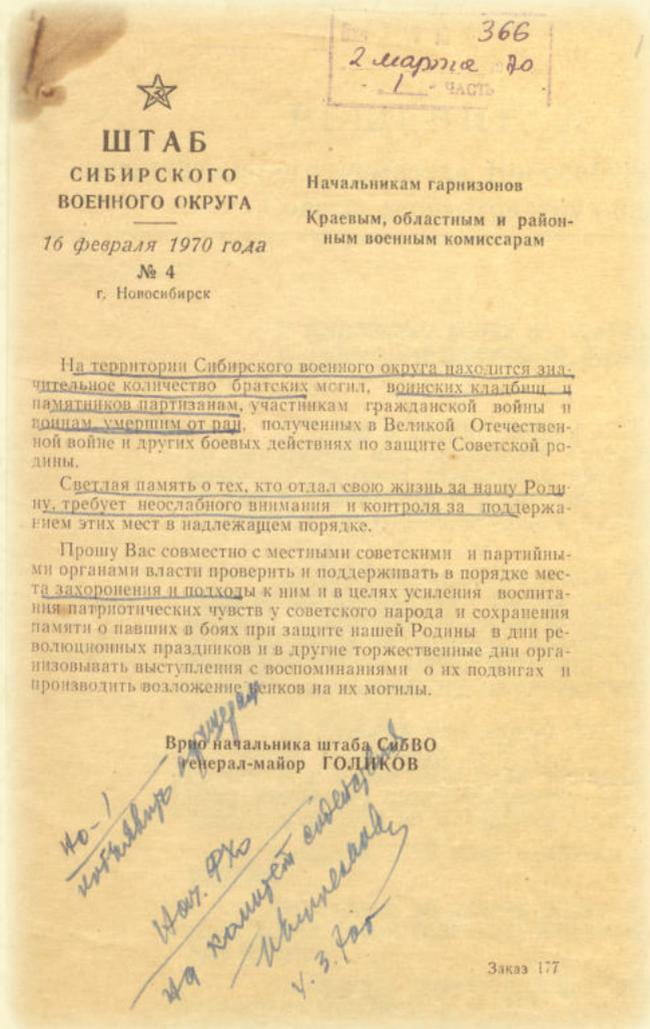 366
2 марта 70
1 ЧАСТЬ
ШТАБ
СИБИРСКОГО
ВОЕННОГО ОКРУГА
16 февраля 1970 года
№ 4
г. Новосибирск
Начальникам гарнизонов
Краевым, областным и район-
ным военным комиссарам
На территории Сибирского военного округа находится зна-
чительное количество братских могил, воинских кладбищ и
памятников партизанам, участникам гражданской войны и
воинам, умершим от ран, полученных в Великой Отечествен-
ной войне и других боевых действиях по защите Советской ро-
дины.
Светлая память о тех, кто отдал свою жизнь за нашу Роди-
ну, требует неослабного внимания и контроля за поддержа-
нием этих мест в надлежащем порядке.
Прошу Вас совместно с местными советскими и партийны-
ми органами власти проверить и поддерживать в порядке мес-
та захоронения и подходы к ним и в целях усиления воспита-
ния патриотических чувств у советского народа и сохранения
памяти о павших в боях при защите нашей Родины в дни ре-
волюционных праздников и в другие торжественные дни орга-
низовывать выступления с воспоминаниями о их подвигах и
производить возложение венков на их могилы.
Врио начальника штаба СибВО
генерал-майор ГОЛИКОВ
но-1
Нач. ФХО
на комитет содействия
Заказ 177